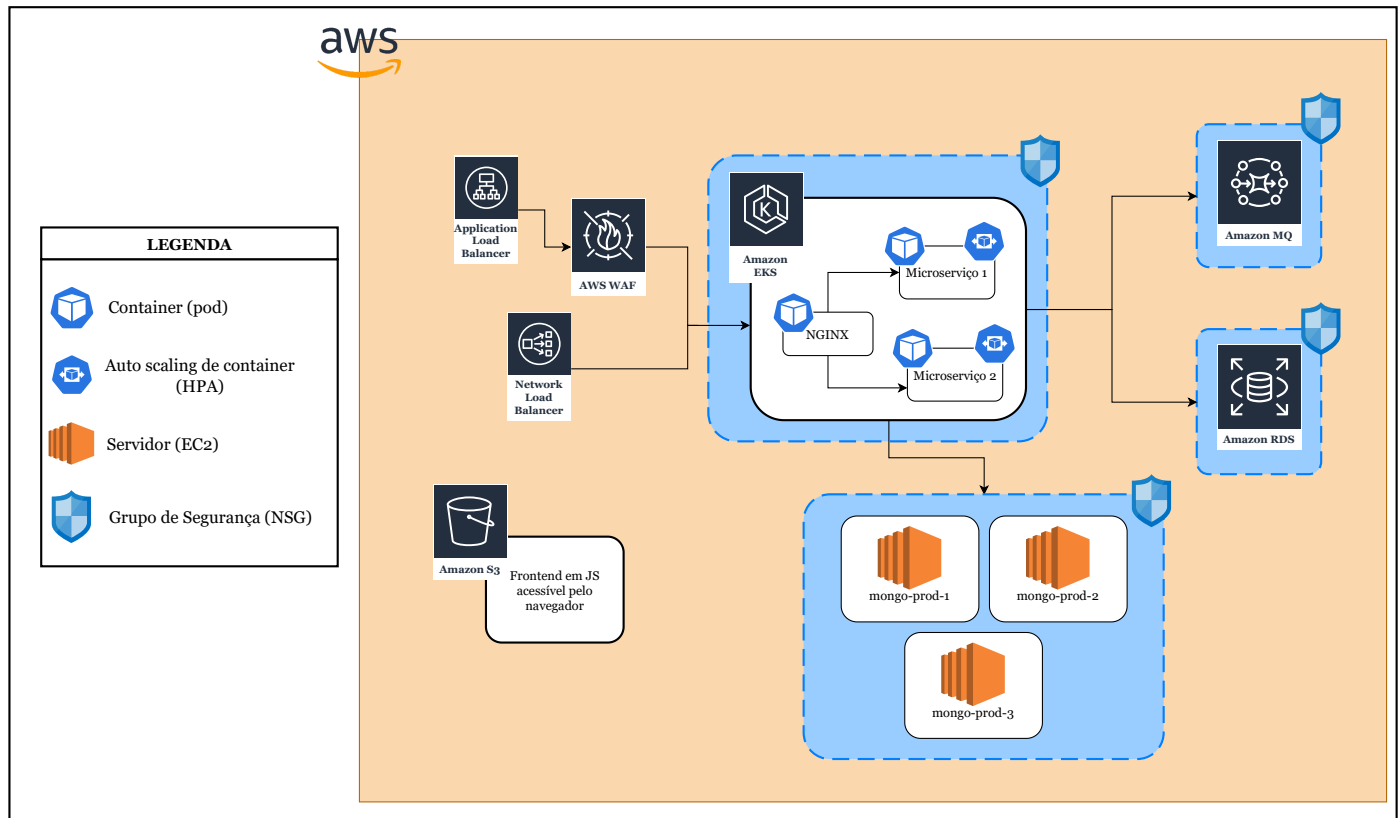 aws
LEGENDA
Container (pod)
Auto scaling de container
(HPA)
Servidor (EC2)
Grupo de Segurança (NSG)
Application
Load
Balancer
AWS WAF
Network
Load
Balancer
Amazon
EKS
K
Microserviço 1
NGINX
Microserviço 2
Amazon MQ
Amazon RDS
Amazon S3
Frontend em JS
acessível pelo
navegador
mongo-prod-1
mongo-prod-2
mongo-prod-3